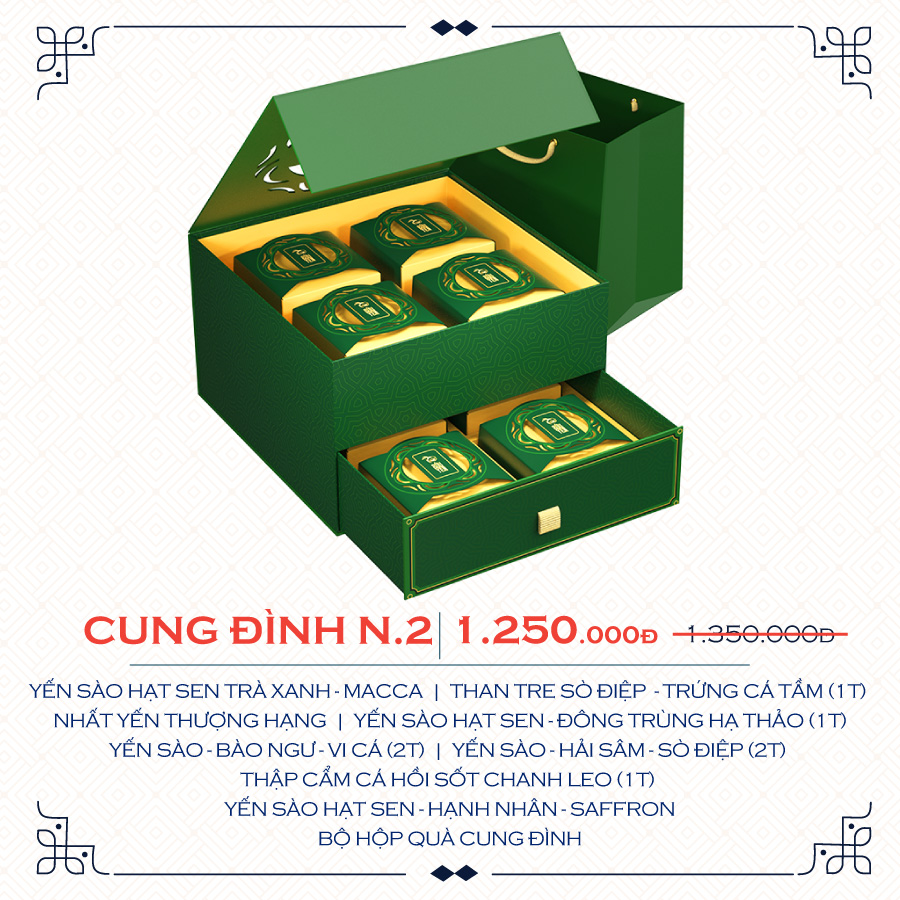 CUNG ĐÌNH N.2 | 1.250.000Đ 1.350.000Đ
YẾN SÀO HẠT SEN TRÀ XANH - MACCA | THAN TRE SÒ ĐIỆP - TRỨNG CÁ TẦM (1T)
NHẤT YẾN THƯỢNG HẠNG | YẾN SÀO HẠT SEN - ĐÔNG TRÙNG HẠ THẢO (1T)
YẾN SÀO - BÀO NGƯ - VI CÁ (2T) | YẾN SÀO - HẢI SÂM - SÒ ĐIỆP (2T)
THẬP CẨM CÁ HỒI SỐT CHANH LEO (1T)
YẾN SÀO HẠT SEN - HẠNH NHÂN - SAFFRON
BỘ HỘP QUÀ CUNG ĐÌNH